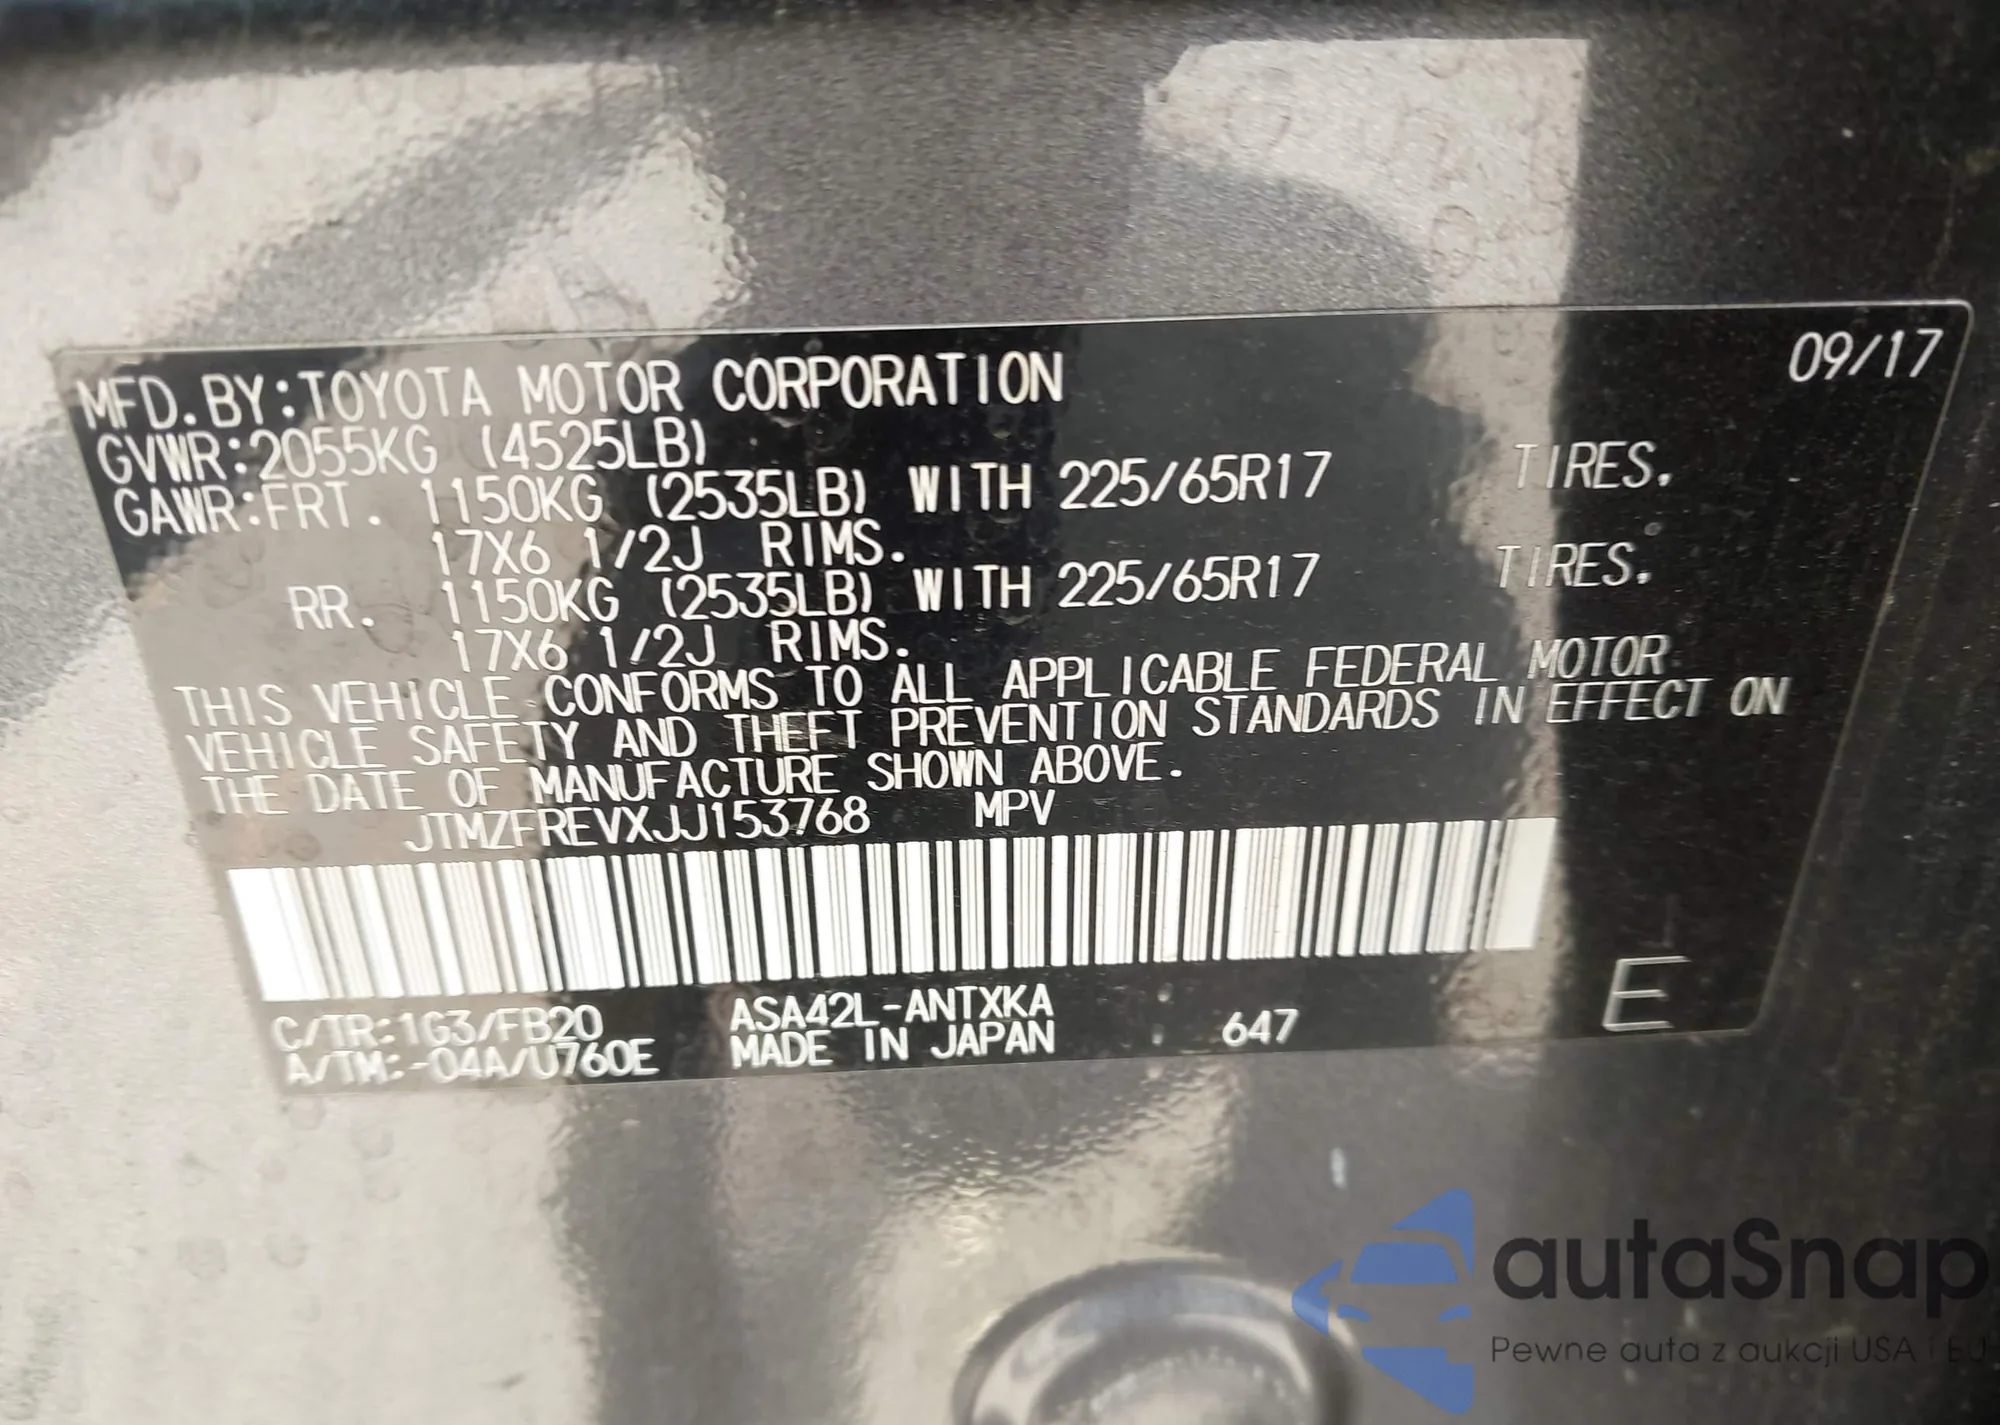 09/17
MFD.BY:TOYOTA MOTOR CORPORATION
GVWR:2055KG (4525LB)
GAWR:FRT. 1150KG (2535LB) WITH 225/65R17 TIRES.
17X6 1/2J RIMS.
RR. 1150KG (2535LB) WITH 225/65R17 TIRES.
17X6 1/2J RIMS.
THIS VEHICLE CONFORMS TO ALL APPLICABLE FEDERAL MOTOR
VEHICLE SAFETY AND THEFT PREVENTION STANDARDS IN EFFECT ON
THE DATE OF MANUFACTURE SHOWN ABOVE.
JTMZFREVXJJ153768 MPV
C/TR:1G3/FB20 ASA42L-ANTXKA
A/TM:-04A/U760E MADE IN JAPAN 647 E
autaSnap
Pewne auta z aukcji USA i EU